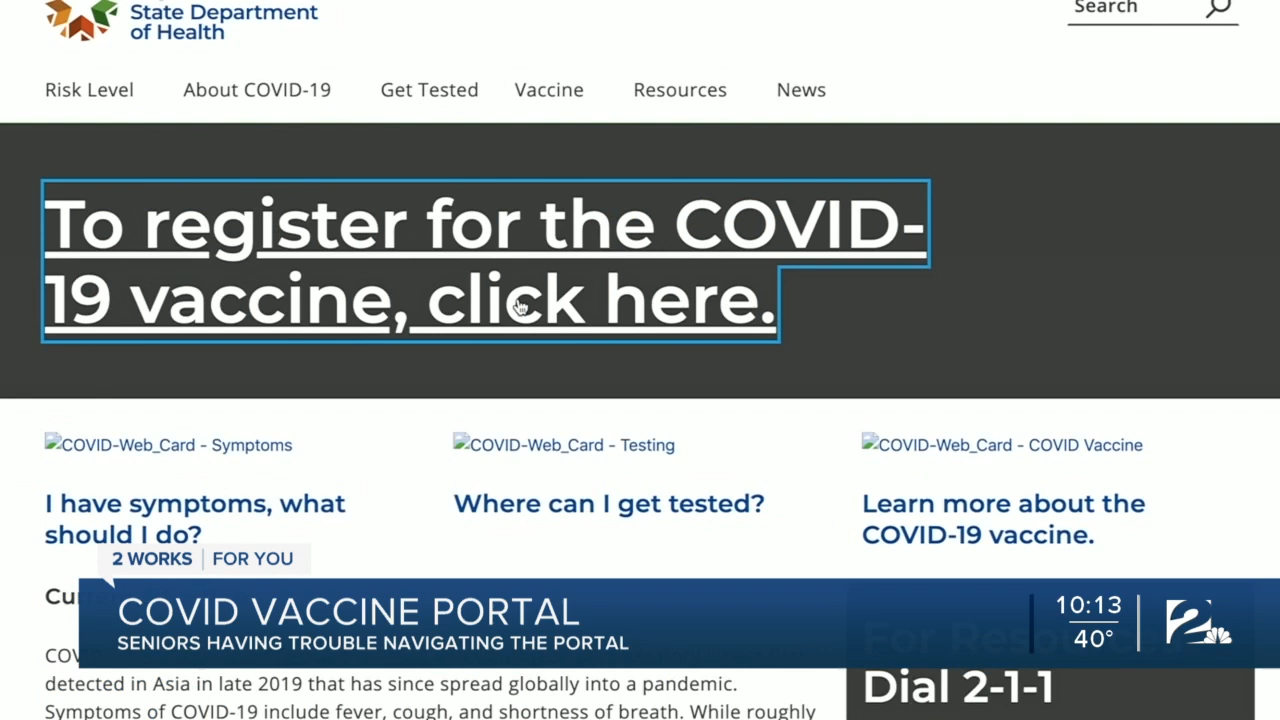 State Department
of Health
Search
Risk Level About COVID-19 Get Tested Vaccine Resources News
To register for the COVID-
19 vaccine, click here.
COVID-Web_Card - Symptoms
COVID-Web_Card - Testing
COVID-Web_Card - COVID Vaccine
I have symptoms, what
should I do?
Where can I get tested?
Learn more about the
COVID-19 vaccine.
2 WORKS FOR YOU
COVID VACCINE PORTAL
SENIORS HAVING TROUBLE NAVIGATING THE PORTAL
10:13
40°
2
detected in Asia in late 2019 that has since spread globally into a pandemic.
Symptoms of COVID-19 include fever, cough, and shortness of breath. While roughly
Dial 2-1-1